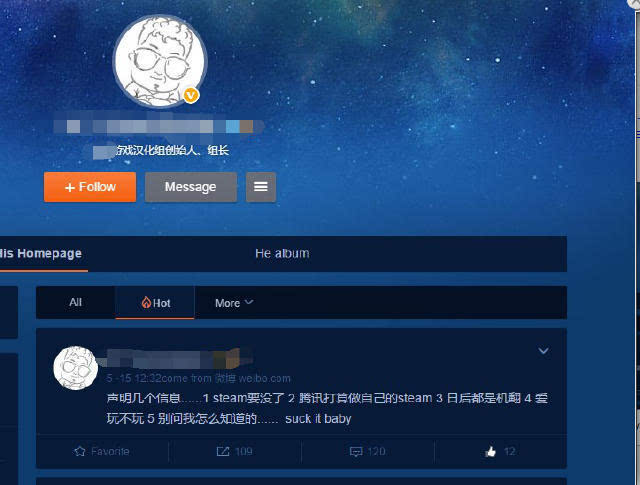 V
游戏汉化组创始人、组长
+ Follow
Message
His Homepage
He album
All
Hot
More
5 -15 12:32come from 微博 weibo.com
声明几个信息......1 steam要没了 2 腾讯打算做自己的steam 3 日后都是机翻 4 爱
玩不玩 5 别问我怎么知道的...... suck it baby
Favorite
109
120
12